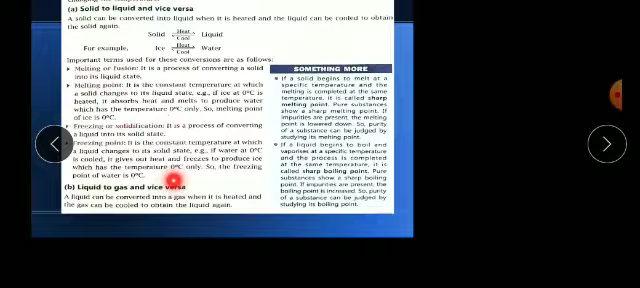 (a) Solid to liquid and vice versa
A solid can be converted into liquid when it is heated and the liquid can be cooled to obtain
the solid again.
Solid Heat Cool Liquid
For example, Ice Heat Cool Water
Important terms used for these conversions are as follows:
Melting or fusion: It is a process of converting a solid
into its liquid state.
Melting point: It is the constant temperature at which
a solid changes to its liquid state, e.g., if ice at 0°C is
heated, it absorbs heat and melts to produce water
which has the temperature 0°C only. So, melting point
of ice is 0°C.
Freezing or solidification: It is a process of converting
a liquid into its solid state.
Freezing point: It is the constant temperature at which
a liquid changes to its solid state, e.g., if water at 0°C
is cooled, it gives out heat and freezes to produce ice
which has the temperature 0°C only. So, the freezing
point of water is 0°C.
(b) Liquid to gas and vice versa
A liquid can be converted into a gas when it is heated and
the gas can be cooled to obtain the liquid again.
SOMETHING MORE
If a solid begins to melt at a
specific temperature and the
melting is completed at the same
temperature, it is called sharp
melting point. Pure substances
show a sharp melting point. If
impurities are present, the melting
point is lowered down. So, purity
of a substance can be judged by
studying its melting point.
If a liquid begins to boil and
vaporises at a specific temperature
and the process is completed
at the same temperature, it is
called sharp boiling point. Pure
substances show a sharp boiling
point. If impurities are present, the
boiling point is increased. So, purity
of a substance can be judged by
studying its boiling point.